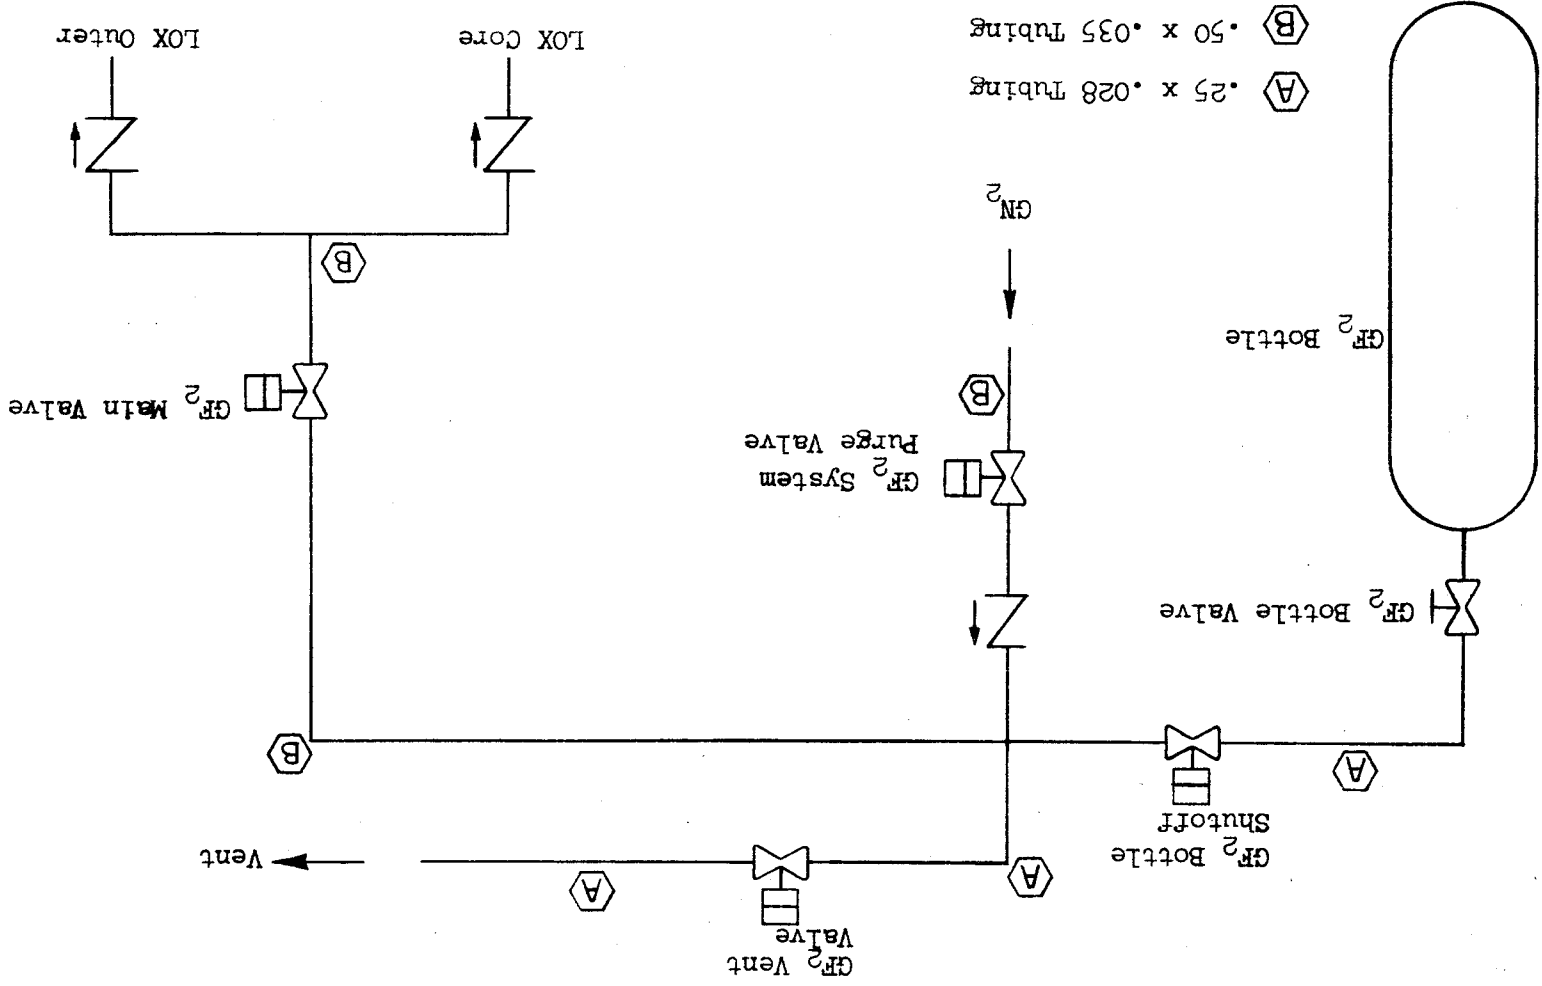 GF2 Vent
Valve
Vent
A
A
GF2 Bottle
Shutoff
A
B
GF2 Bottle Valve
GF2 System
Purge Valve
B
GF2 Main Valve
GF2 Bottle
B
GN2
A .25 x .028 Tubing
B .50 x .035 Tubing
LOX Core
LOX Outer